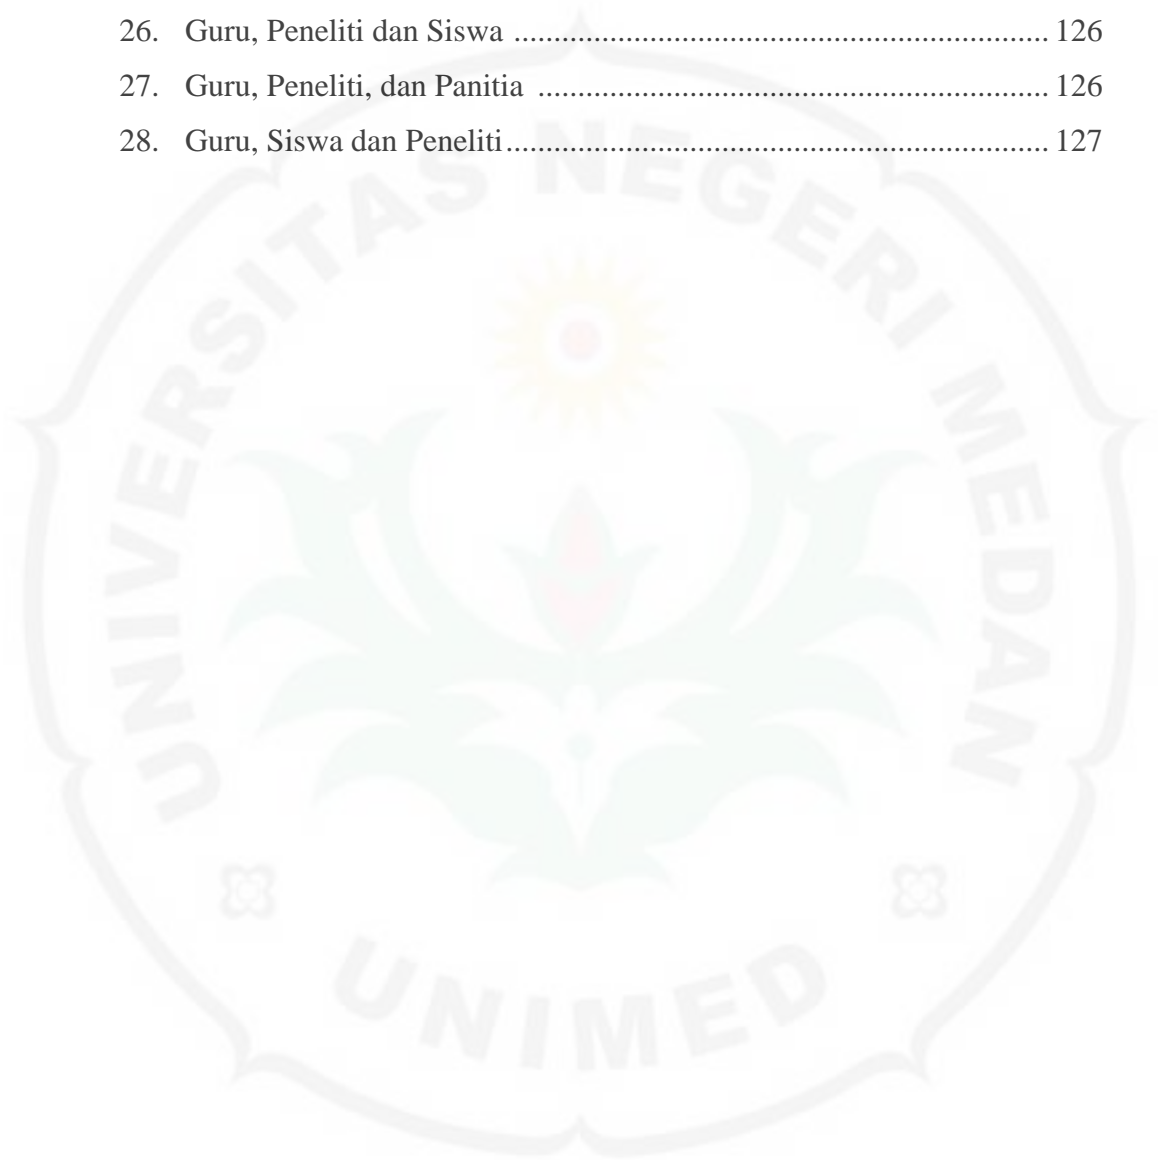 26. Guru, Peneliti dan Siswa .................................................................. 126
27. Guru, Peneliti, dan Panitia ............................................................... 126
28. Guru, Siswa dan Peneliti ................................................................... 127
UNIVERSITAS NEGERI MEDAN
UNIMED